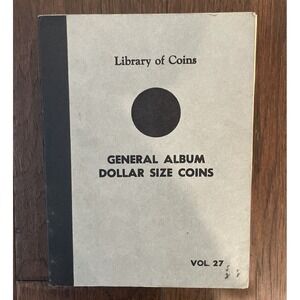 Library of Coins
GENERAL ALBUM
DOLLAR SIZE COINS
VOL. 27